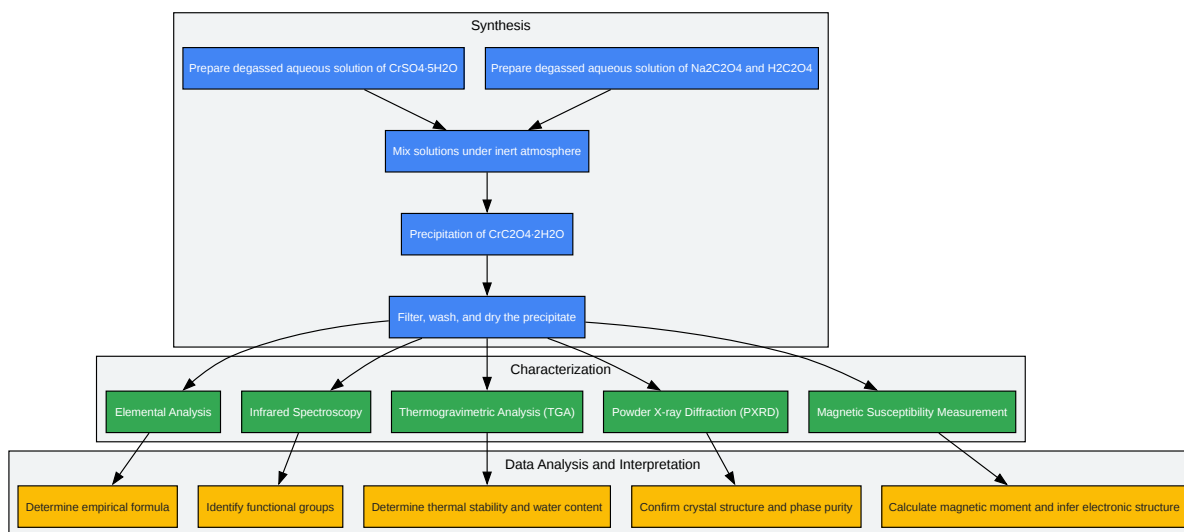 Synthesis
Prepare degassed aqueous solution of CrSO4·5H2O
Prepare degassed aqueous solution of Na2C2O4 and H2C2O4
Mix solutions under inert atmosphere
Precipitation of CrC2O4·2H2O
Filter, wash, and dry the precipitate
Characterization
Elemental Analysis
Infrared Spectroscopy
Thermogravimetric Analysis (TGA)
Powder X-ray Diffraction (PXRD)
Magnetic Susceptibility Measurement
Data Analysis and Interpretation
Determine empirical formula
Identify functional groups
Determine thermal stability and water content
Confirm crystal structure and phase purity
Calculate magnetic moment and infer electronic structure